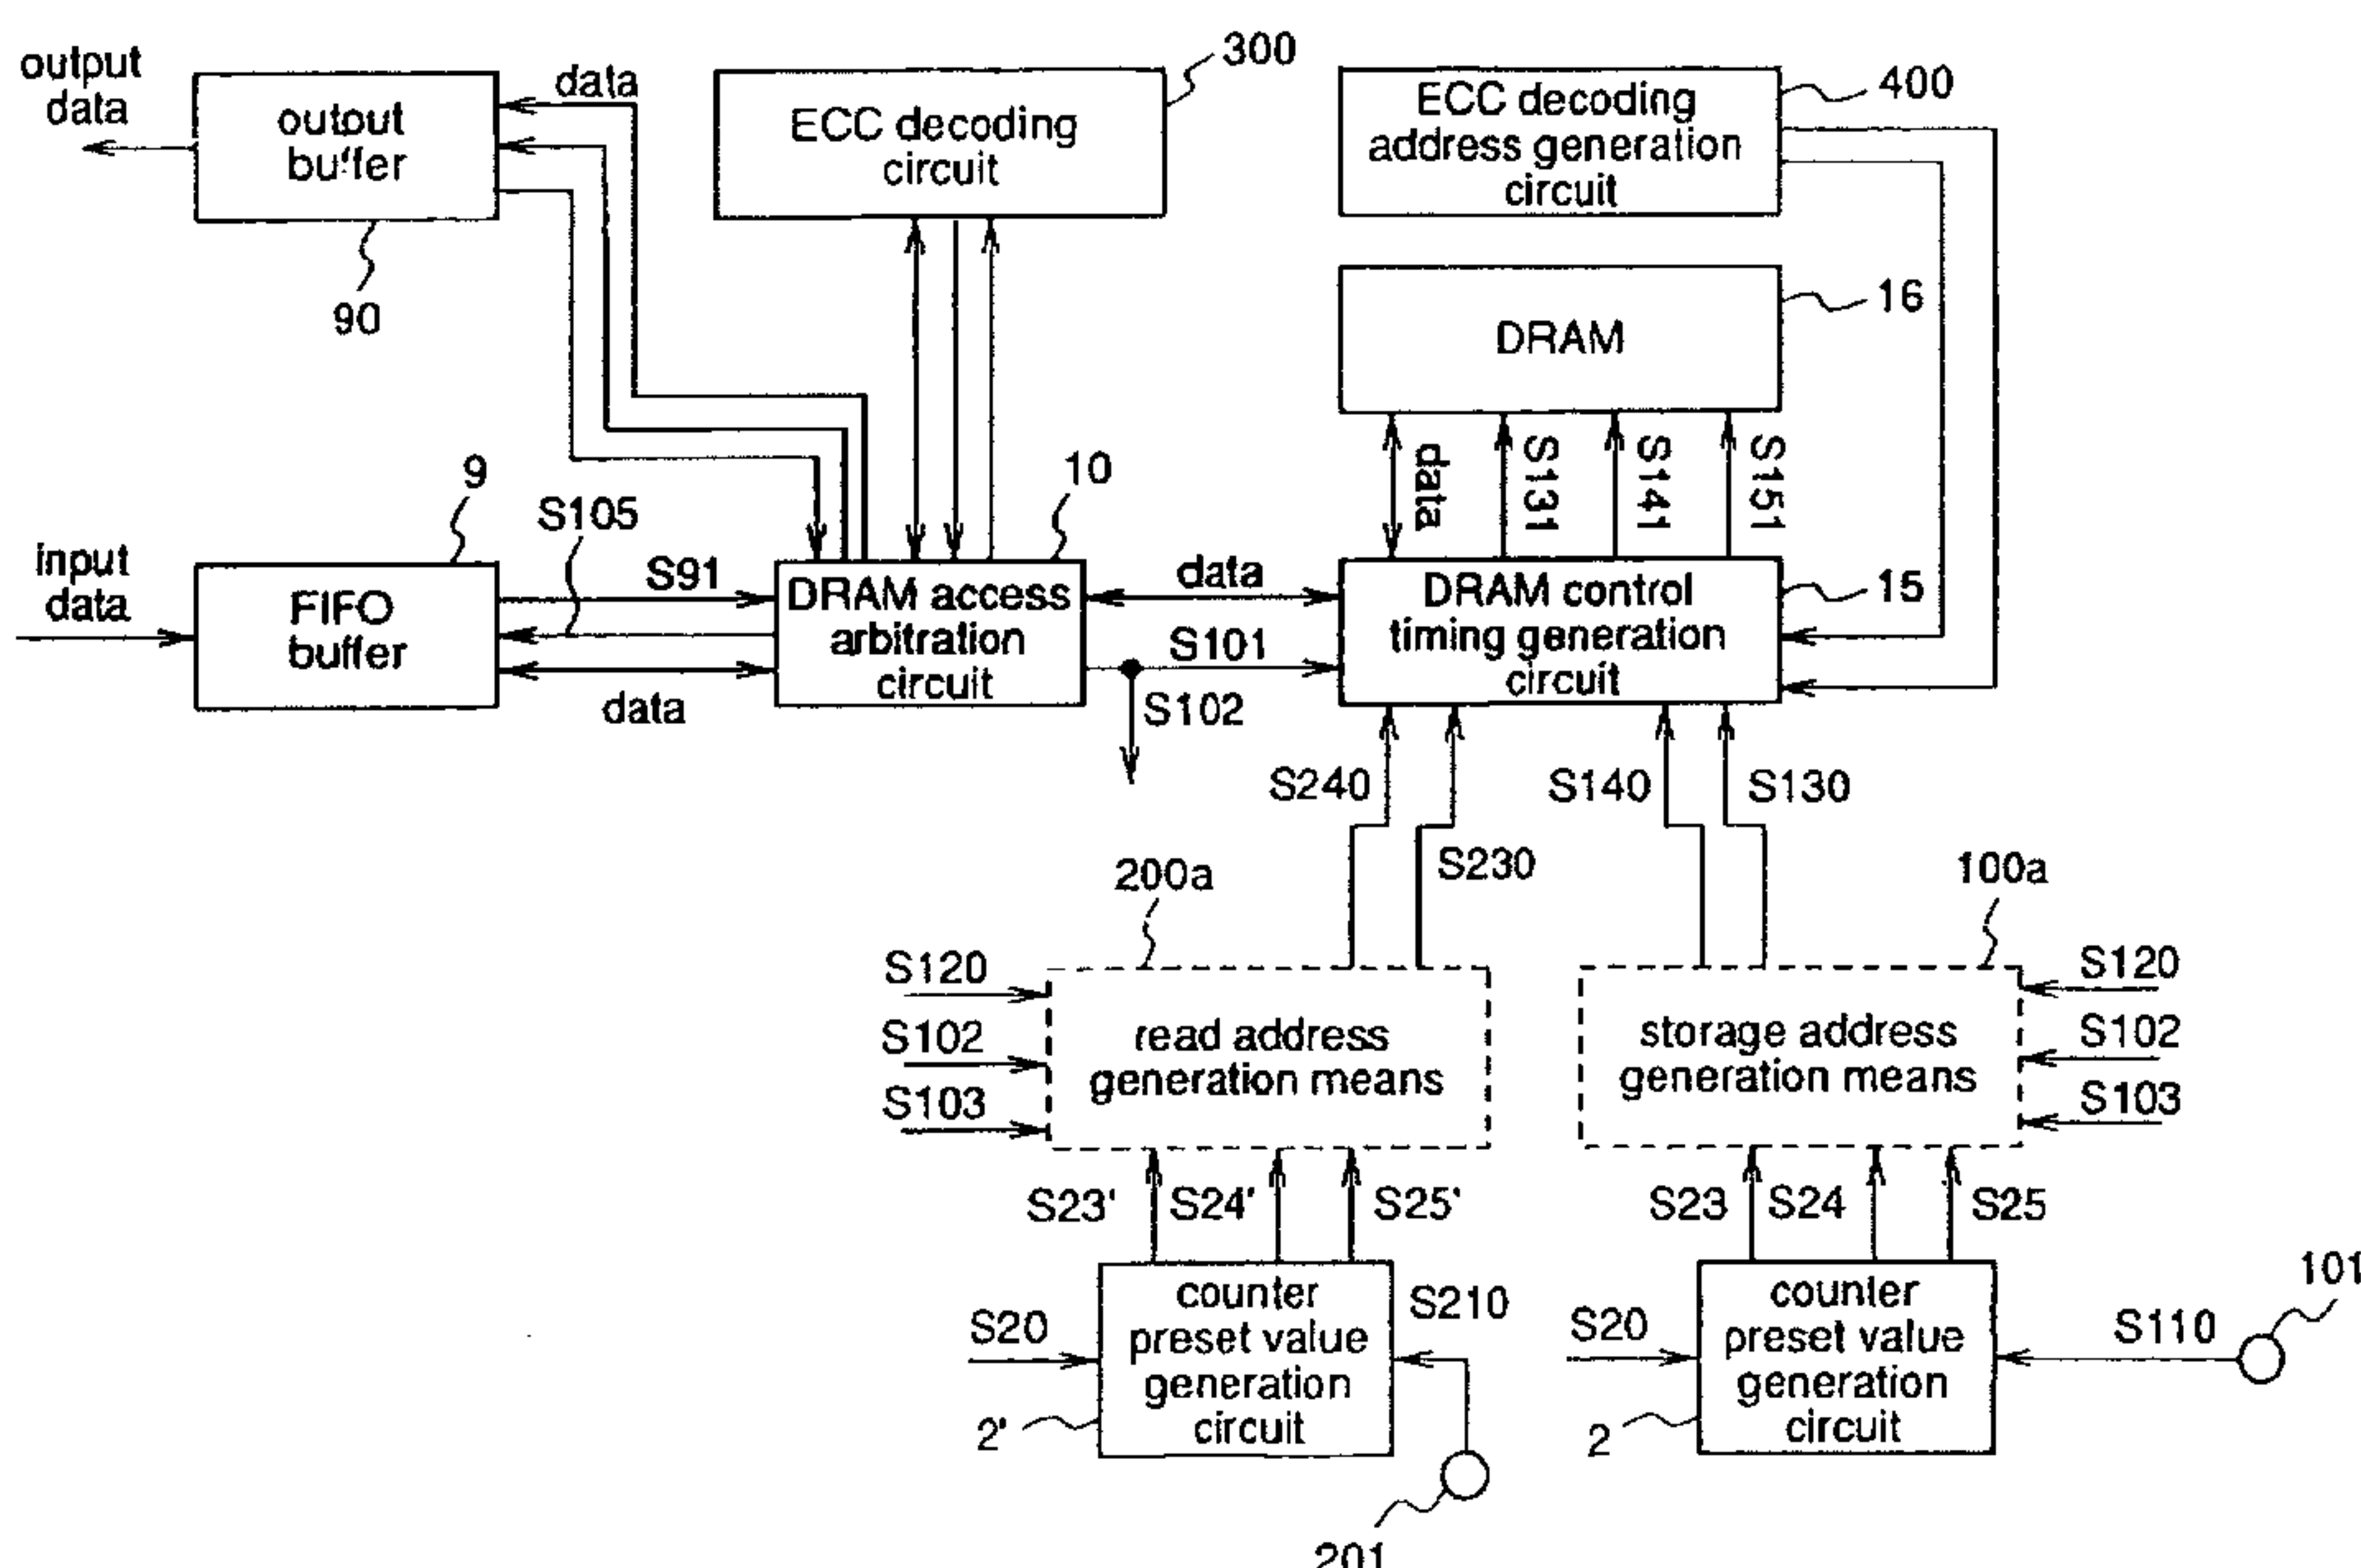 output
data
outout
buffer
90
data
ECC decoding
circuit
300
ECC decoding
address generation
circuit
400
DRAM
16
data
S131
S141
S151
input
data
FIFO
buffer
9
S105
S91
data
DRAM access
arbitration
circuit
10
data
S101
S102
DRAM control
timing generation
circuit
15
S240
S230
S140
S130
200a
100a
S120
S102
S103
read address
generation means
storage address
generation means
S120
S102
S103
S23'
S24'
S25'
S23
S24
S25
S20
counter
preset value
generation
circuit
2'
S210
201
S20
counter
preset value
generation
circuit
2
S110
101